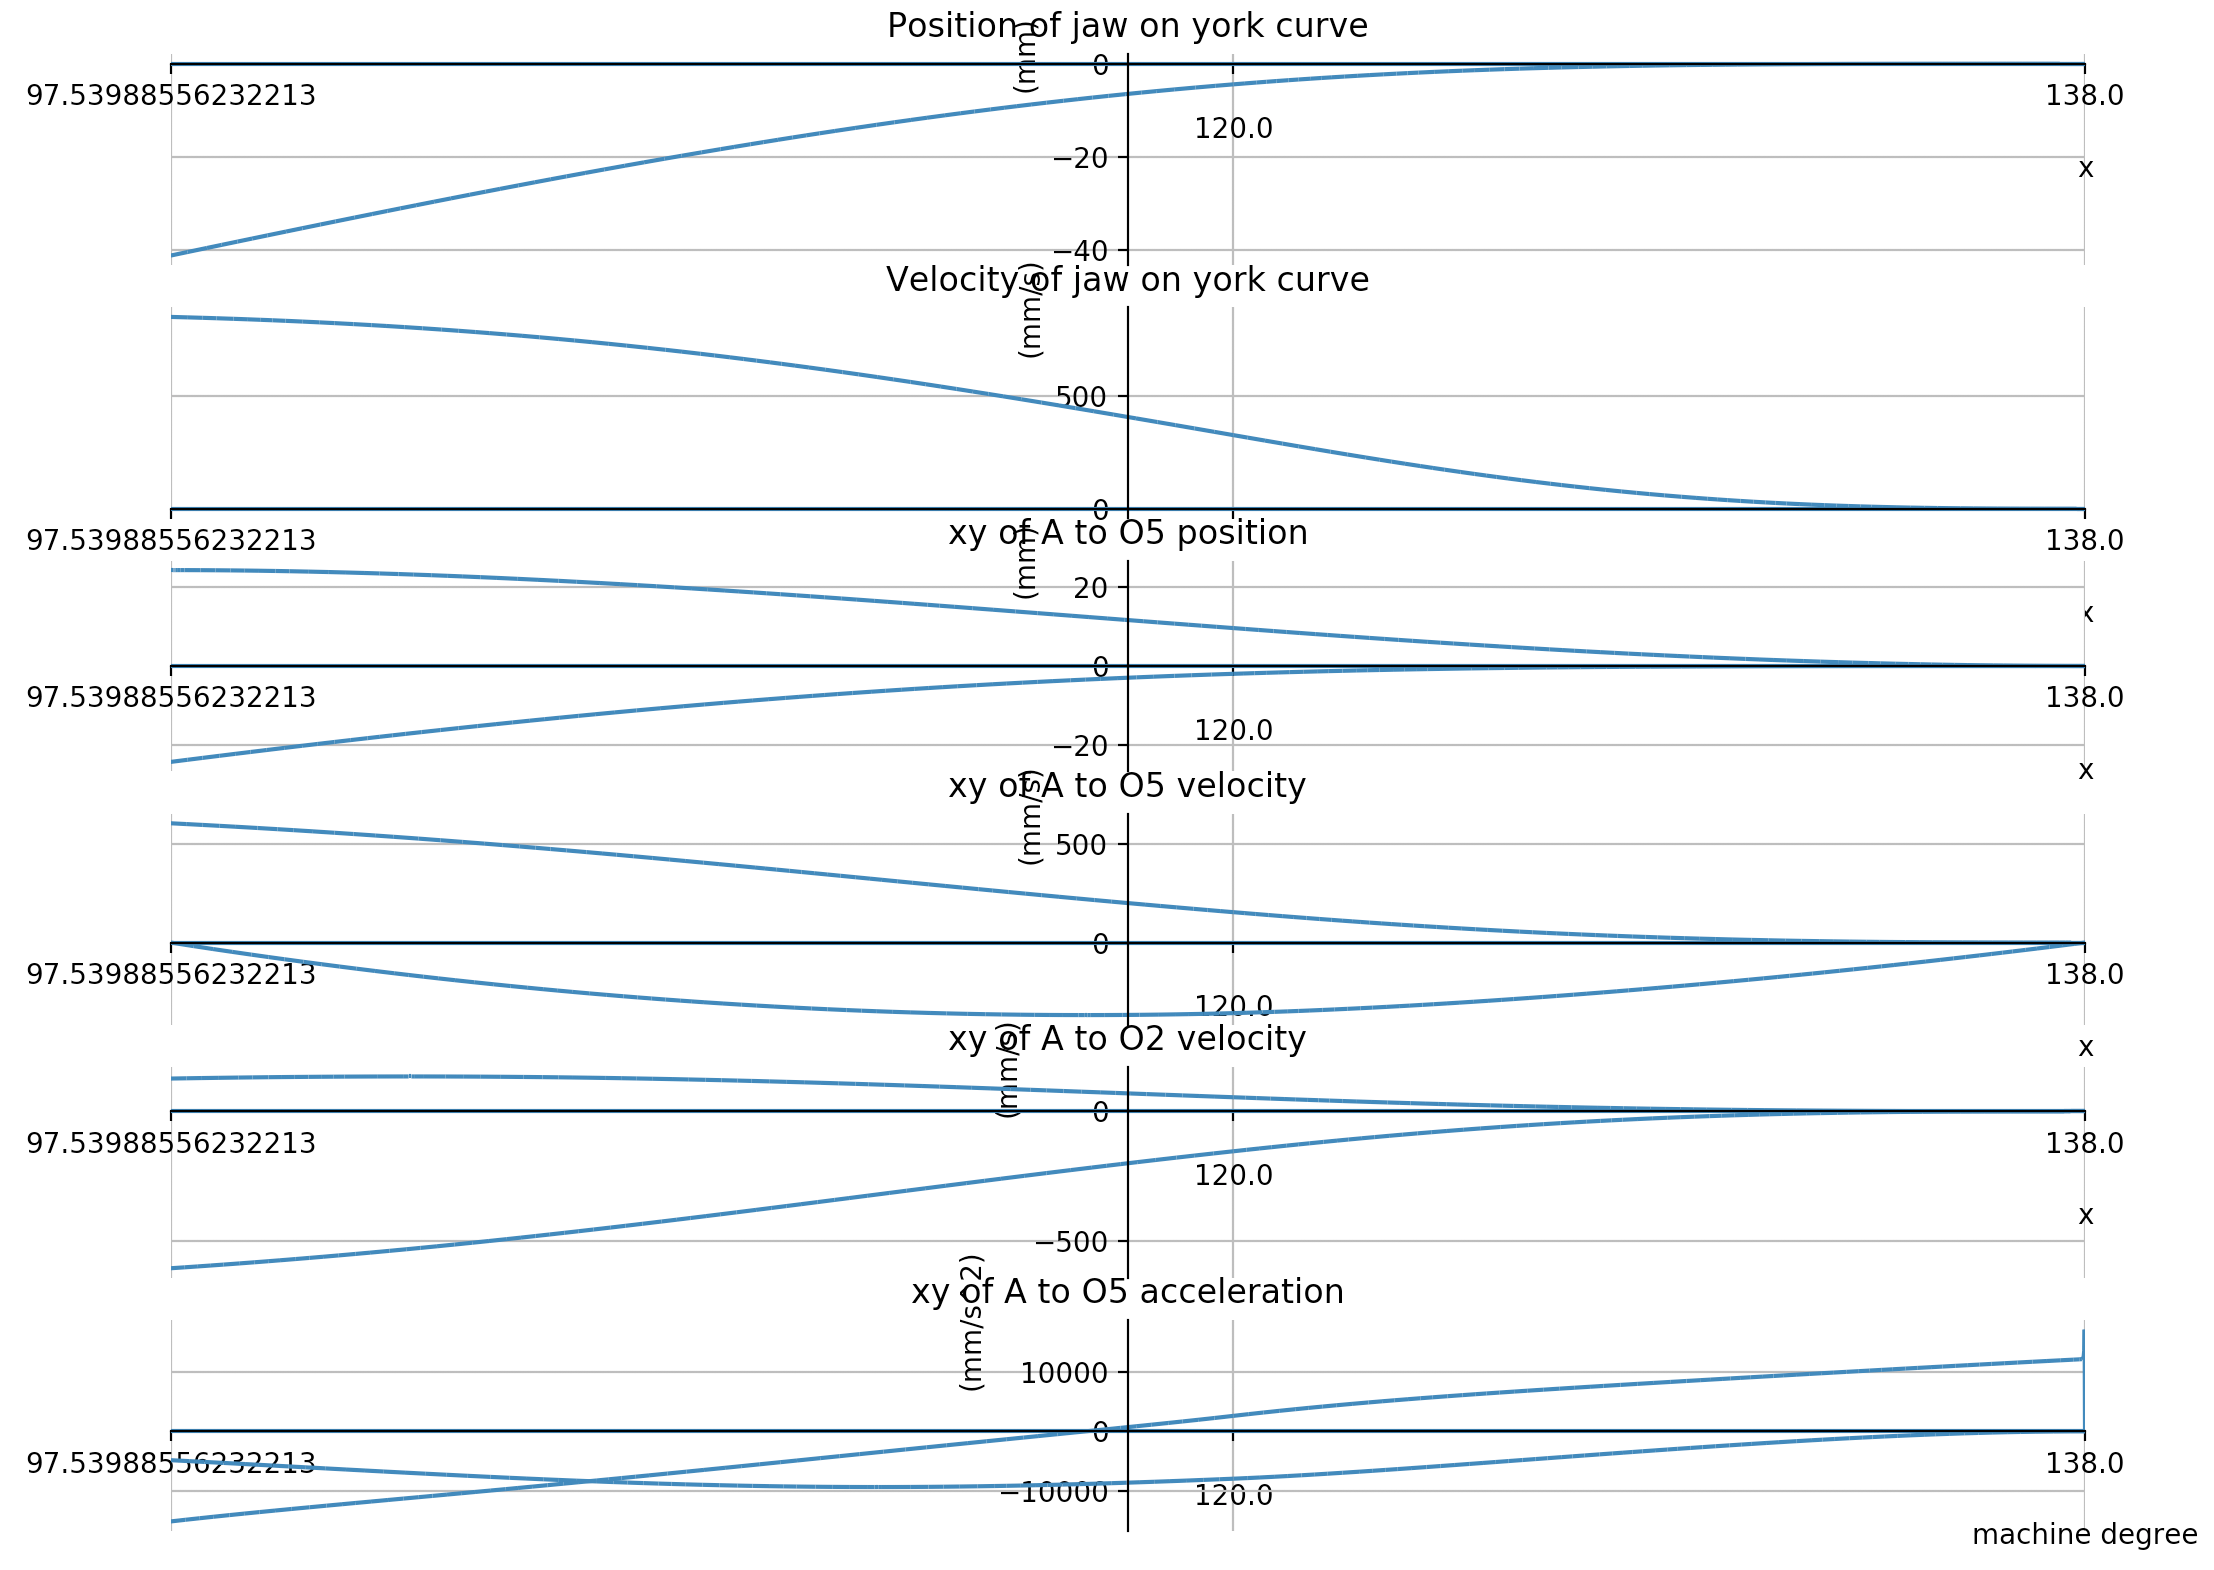 Position of jaw on york curve
(mm)
0
97.53988556232213
138.0
120.0
−20
x
−40
Velocity of jaw on york curve
(mm/s)
500
0
97.53988556232213
138.0
x
xy of A to O5 position
(mm)
20
0
97.53988556232213
138.0
120.0
−20
x
xy of A to O5 velocity
(mm/s)
500
0
97.53988556232213
138.0
120.0
x
xy of A to O2 velocity
(mm/s)
0
97.53988556232213
138.0
120.0
x
−500
xy of A to O5 acceleration
(mm/s^2)
10000
0
97.53988556232213
138.0
−10000
120.0
machine degree